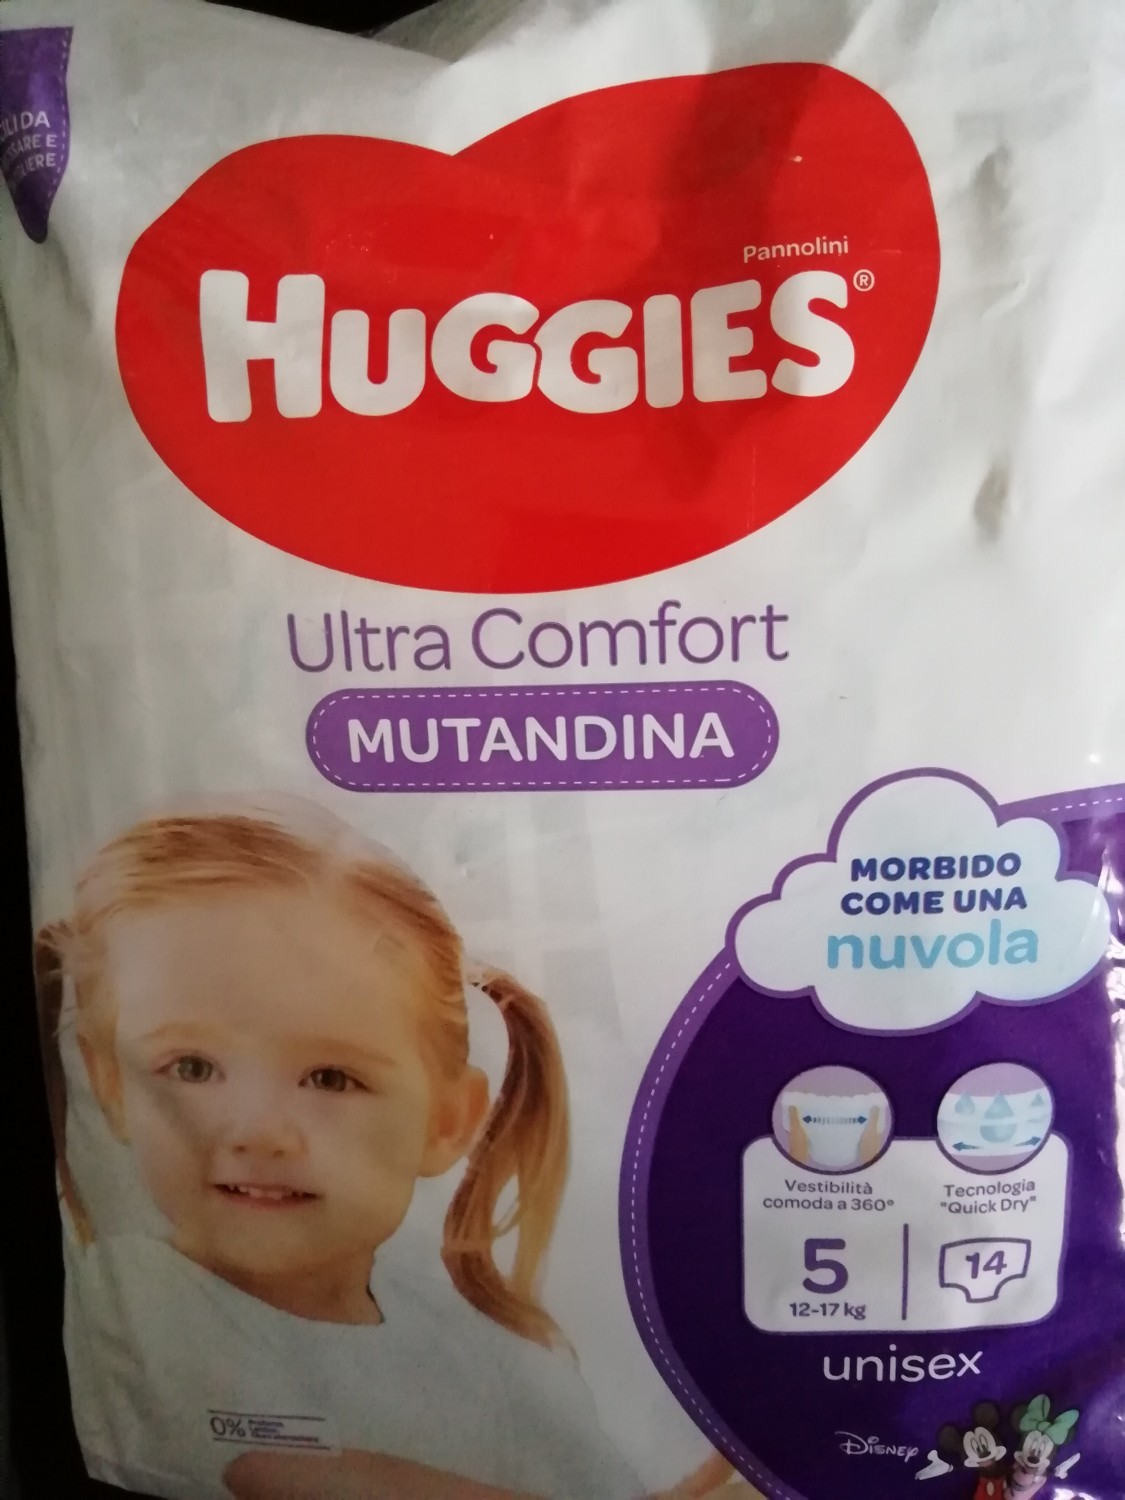 Pannolini
HUGGIES®
Ultra Comfort
MUTANDINA
MORBIDO
COME UNA
nuvola
Vestibilità
comoda a 360°
Tecnologia
"Quick Dry"
5
12-17 kg
14
unisex
0%
DISNEY